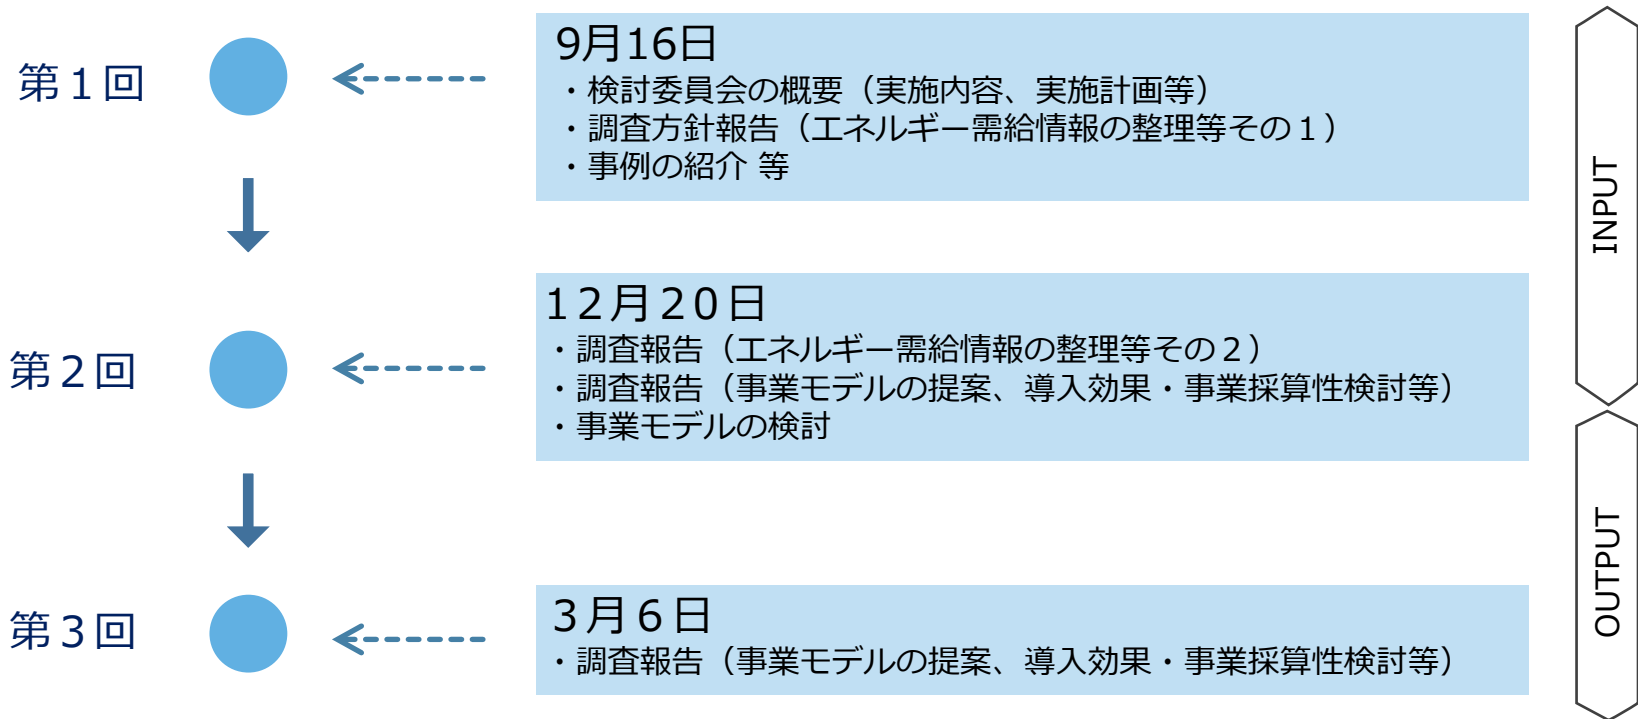 第１回
9月16日
・検討委員会の概要（実施内容、実施計画等）
・調査方針報告（エネルギー需給情報の整理等その１）
・事例の紹介 等
INPUT
第２回
１２月２０日
・調査報告（エネルギー需給情報の整理等その２）
・調査報告（事業モデルの提案、導入効果・事業採算性検討等）
・事業モデルの検討
OUTPUT
第３回
３月６日
・調査報告（事業モデルの提案、導入効果・事業採算性検討等）